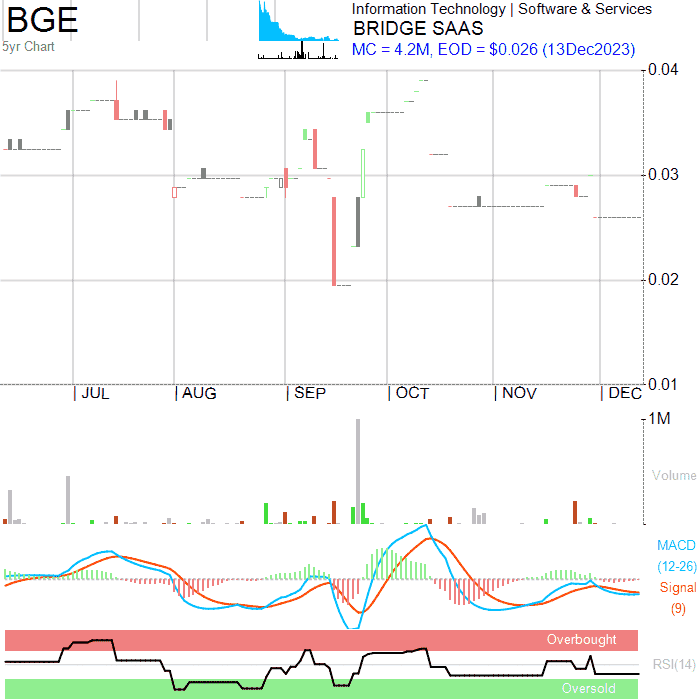 BGE
5yr Chart
Information Technology | Software & Services
BRIDGE SAAS
MC = 4.2M, EOD = $0.026 (13Dec2023)
0.04
0.03
0.02
0.01
| JUL | AUG | SEP | OCT | NOV | DEC
1M
Volume
MACD
(12-26)
Signal
(9)
Overbought
RSI(14)
Oversold